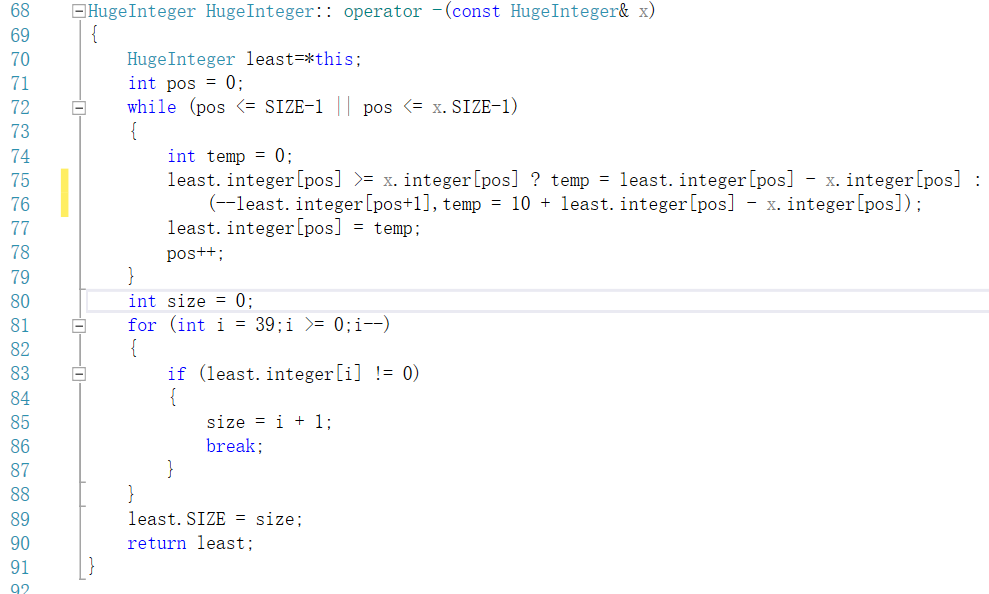 68 HugeInteger HugeInteger:: operator -(const HugeInteger& x)
69 {
70 HugeInteger least=*this;
71 int pos = 0;
72 while (pos <= SIZE-1 || pos <= x.SIZE-1)
73 {
74 int temp = 0;
75 least.integer[pos] >= x.integer[pos] ? temp = least.integer[pos] - x.integer[pos] :
76 (--least.integer[pos+1],temp = 10 + least.integer[pos] - x.integer[pos]);
77 least.integer[pos] = temp;
78 pos++;
79 }
80 int size = 0;
81 for (int i = 39;i >= 0;i--)
82 {
83 if (least.integer[i] != 0)
84 {
85 size = i + 1;
86 break;
87 }
88 }
89 least.SIZE = size;
90 return least;
91 }
92